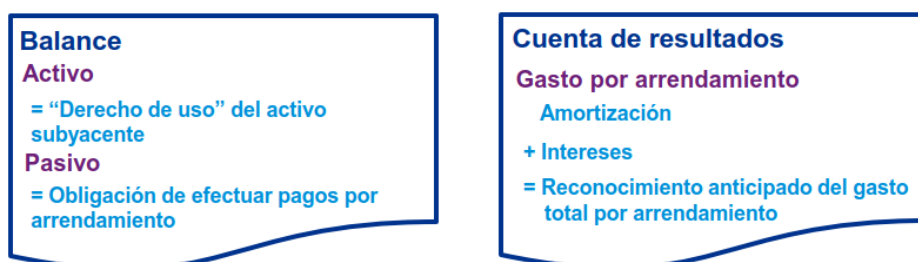 Balance
Activo
= “Derecho de uso” del activo
subyacente
Pasivo
= Obligación de efectuar pagos por
arrendamiento
Cuenta de resultados
Gasto por arrendamiento
Amortización
+ Intereses
= Reconocimiento anticipado del gasto
total por arrendamiento